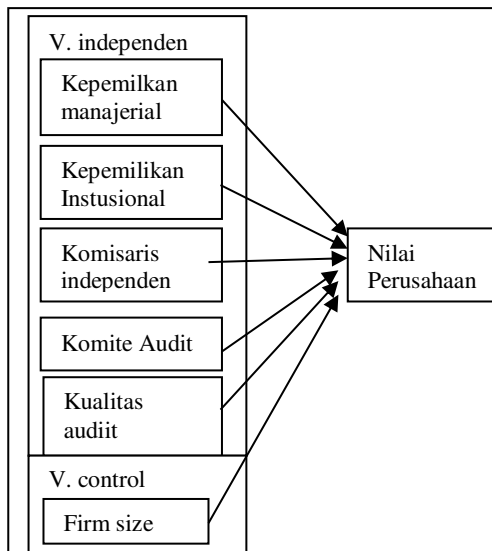 V. independen
Kepemilkan
manajerial
Kepemilikan
Instusional
Komisaris
independen
Komite Audit
Kualitas
audiit
V. control
Firm size
Nilai
Perusahaan